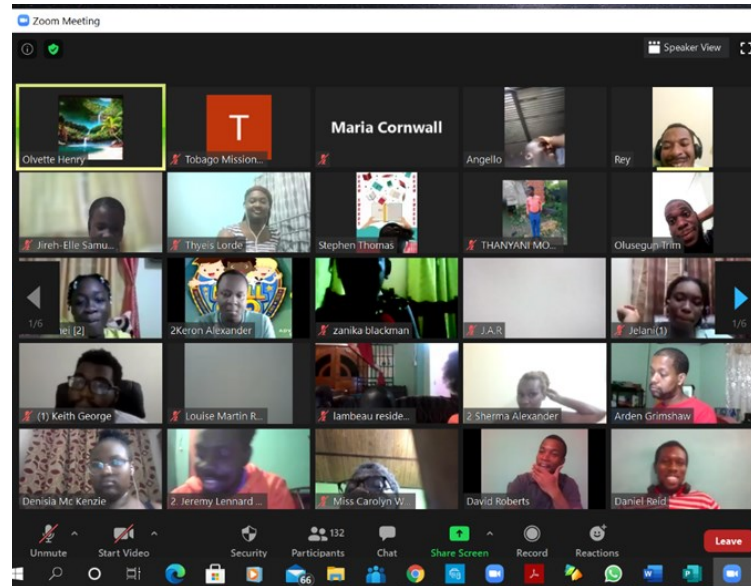 Zoom Meeting
Speaker View
Olvette Henry
T
Tobago Mission...
Maria Cornwall
Angello
Rey
Jireh-Elle Samu...
Thyeis Lorde
Stephen Thomas
THANYANI MO...
Olusegun Trim
1/6
nei [2]
2Keron Alexander
zanika blackman
J.A.R
Jelani(1)
1/6
(1) Keith George
Louise Martin R...
lambeau reside...
2 Sherma Alexander
Arden Grimshaw
Denisia Mc Kenzie
2. Jeremy Lennard ...
Miss Carolyn W...
David Roberts
Daniel Reid
Unmute
Start Video
Security
132
Participants
Chat
Share Screen
Record
Reactions
Leave
66